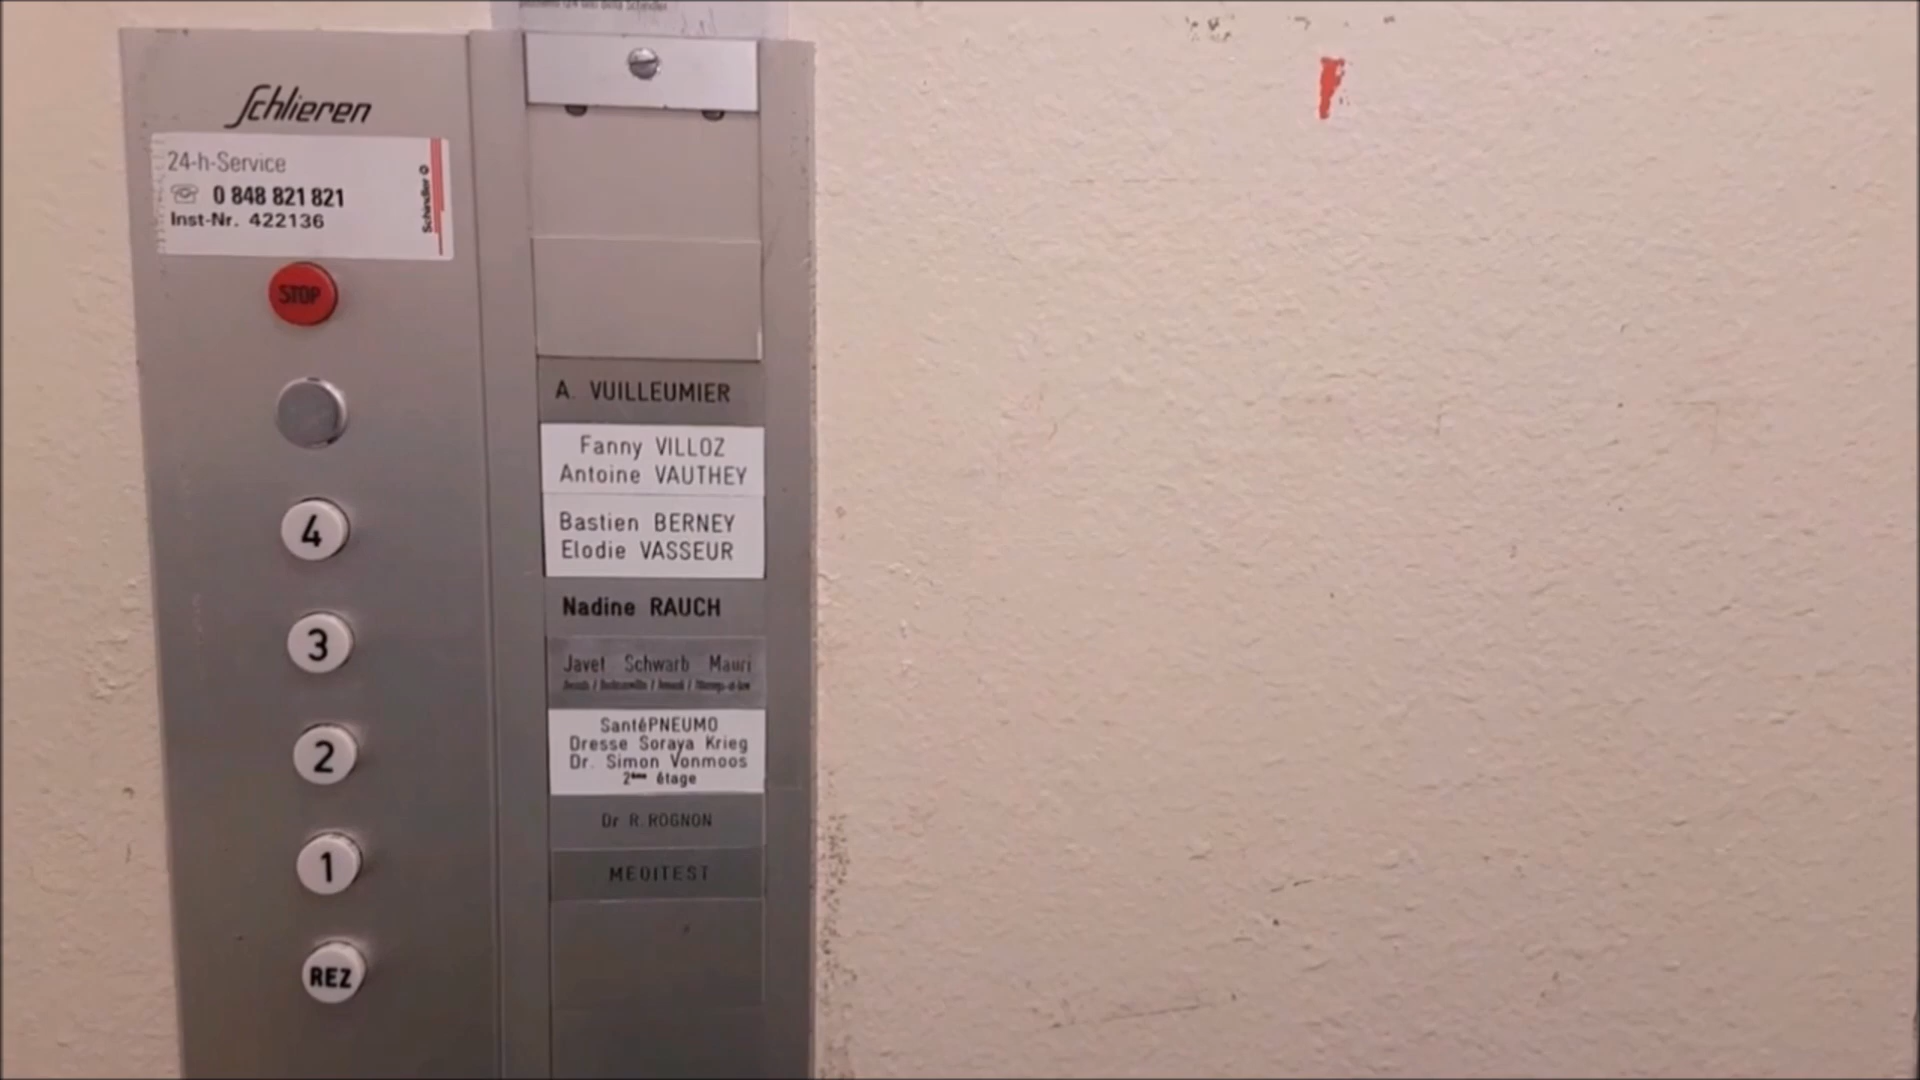 Schlieren
24-h-Service
0 848 821 821
Inst-Nr. 422136
Schindler
STOP
4
3
2
1
REZ
A. VUILLEUMIER
Fanny VILLOZ
Antoine VAUTHEY
Bastien BERNEY
Elodie VASSEUR
Nadine RAUCH
Javet Schwarb Mauri
SantéPNEUMO
Dresse Soraya Krieg
Dr. Simon Vonmoos
2ème étage
Dr R. ROGNON
MEDITEST